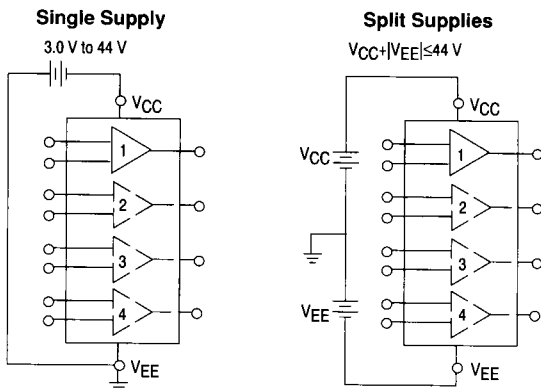 Single Supply
3.0 V to 44 V
VCC
1
2
3
4
VEE
Split Supplies
VCC+|VEE|≤44 V
VCC
VCC
1
2
3
4
VEE
VEE